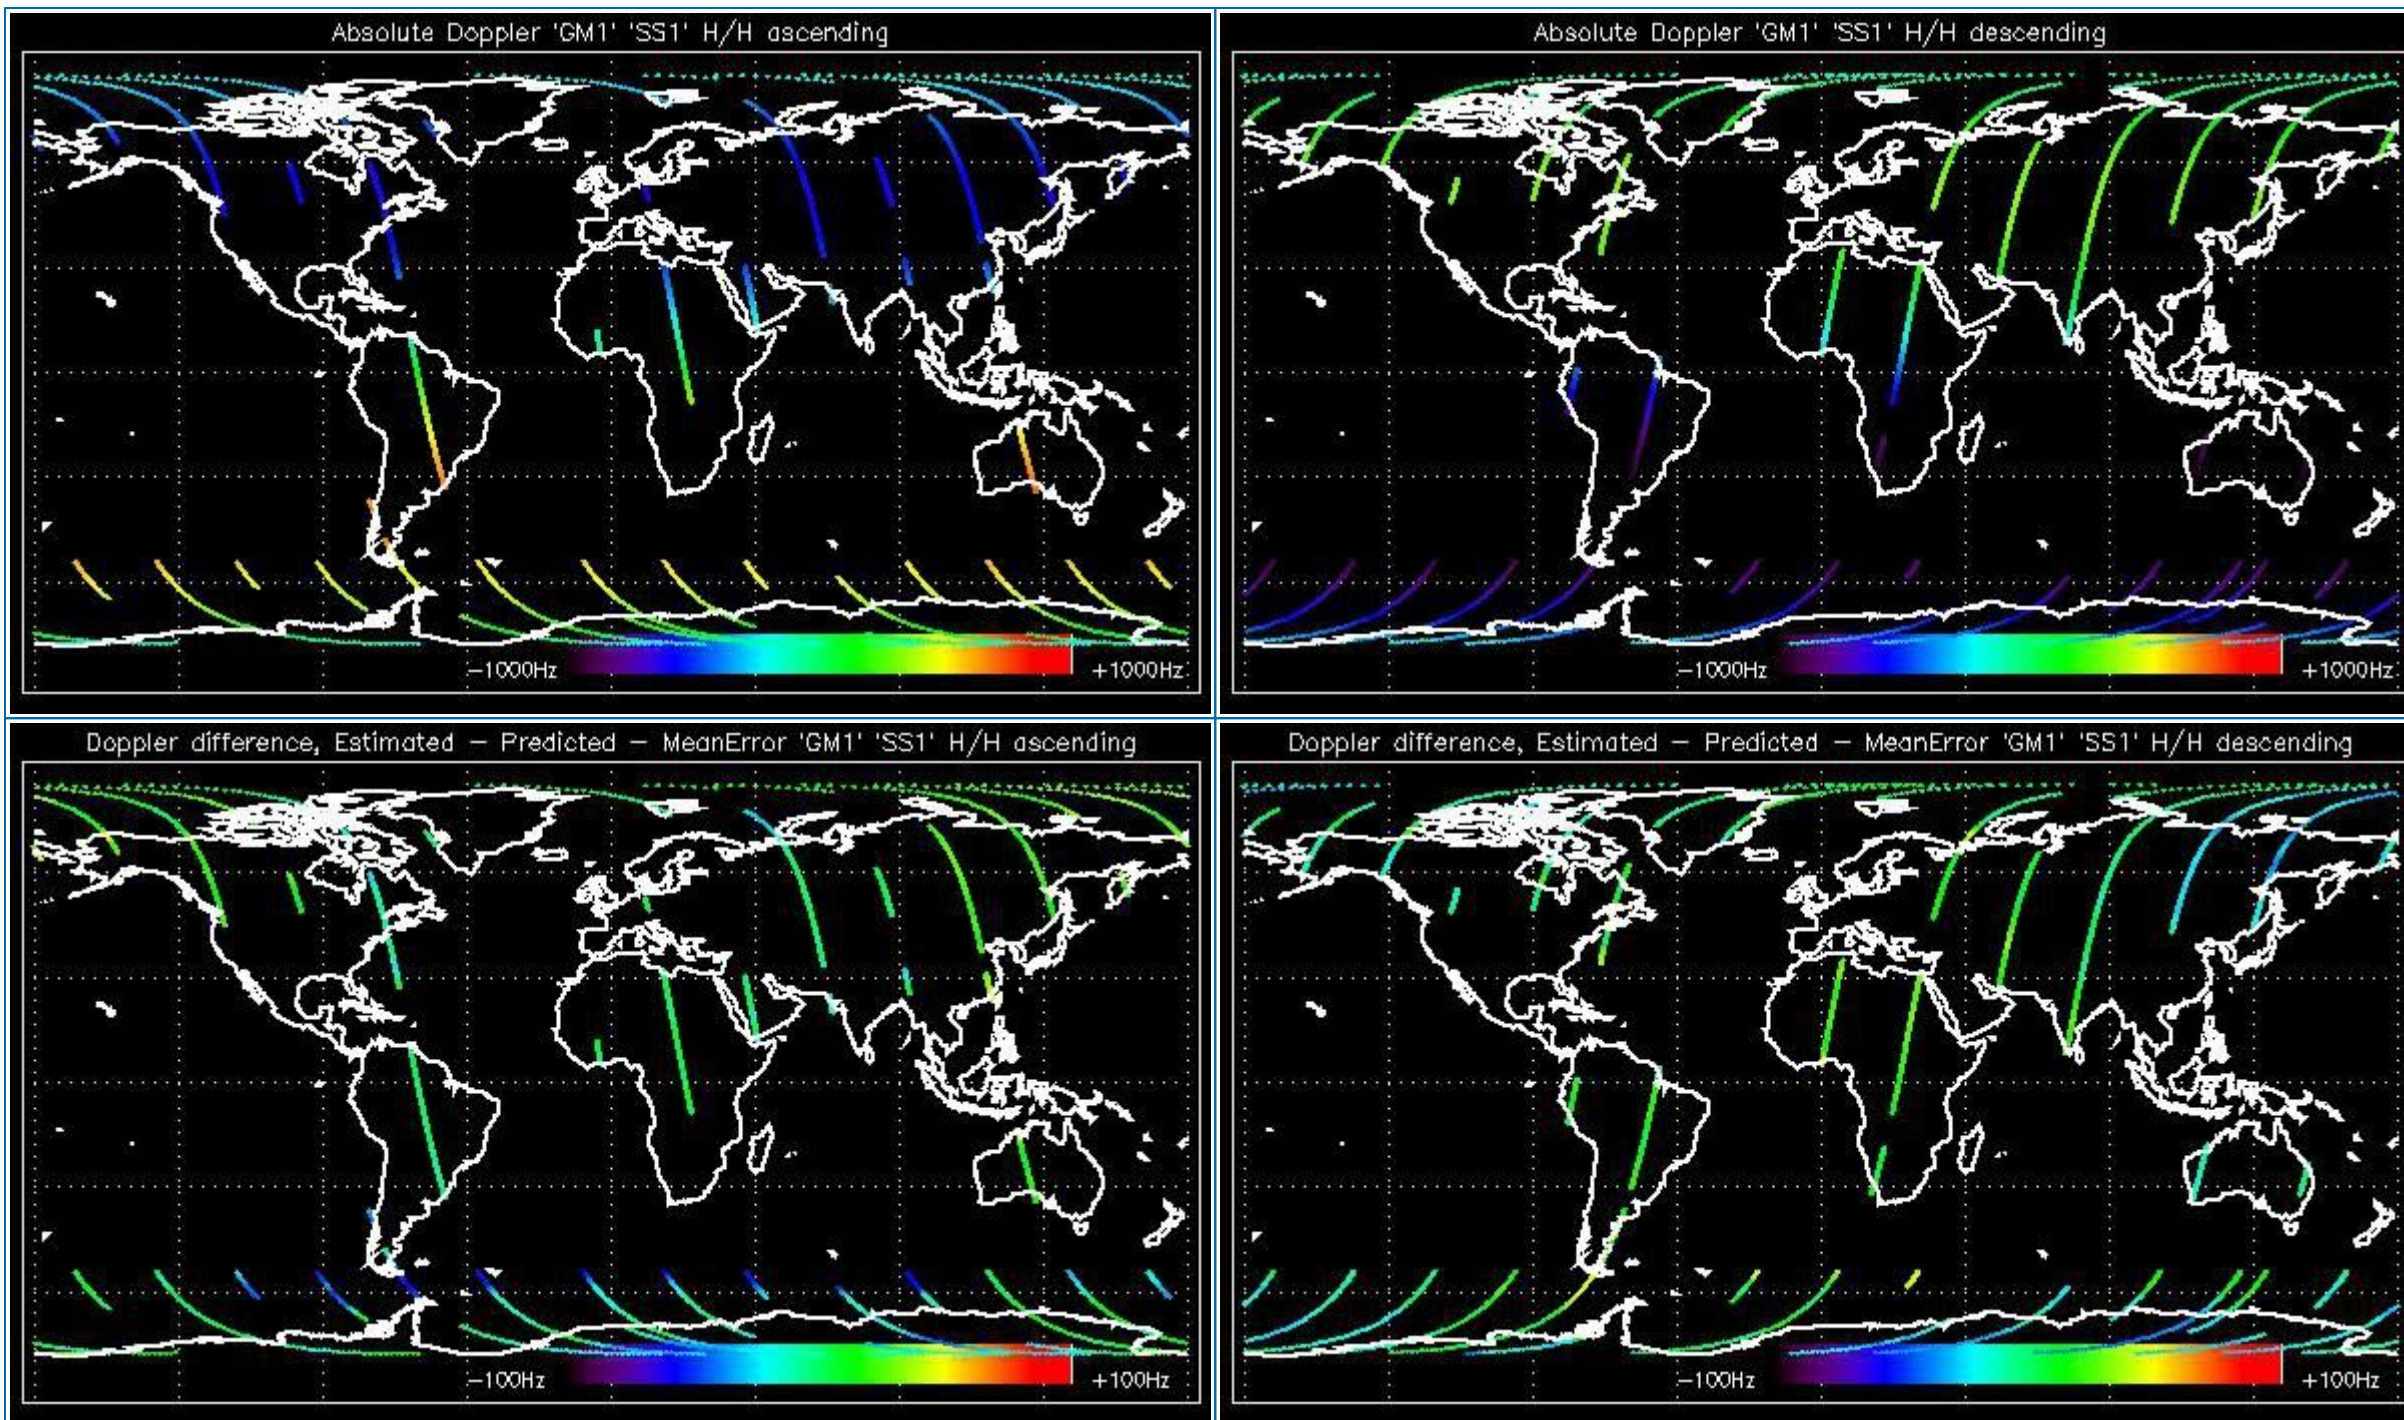 Absolute Doppler 'GM1' 'SS1' H/H ascending
−1000Hz
+1000Hz
Absolute Doppler 'GM1' 'SS1' H/H descending
−1000Hz
+1000Hz
Doppler difference, Estimated − Predicted − MeanError 'GM1' 'SS1' H/H ascending
−100Hz
+100Hz
Doppler difference, Estimated − Predicted − MeanError 'GM1' 'SS1' H/H descending
−100Hz
+100Hz